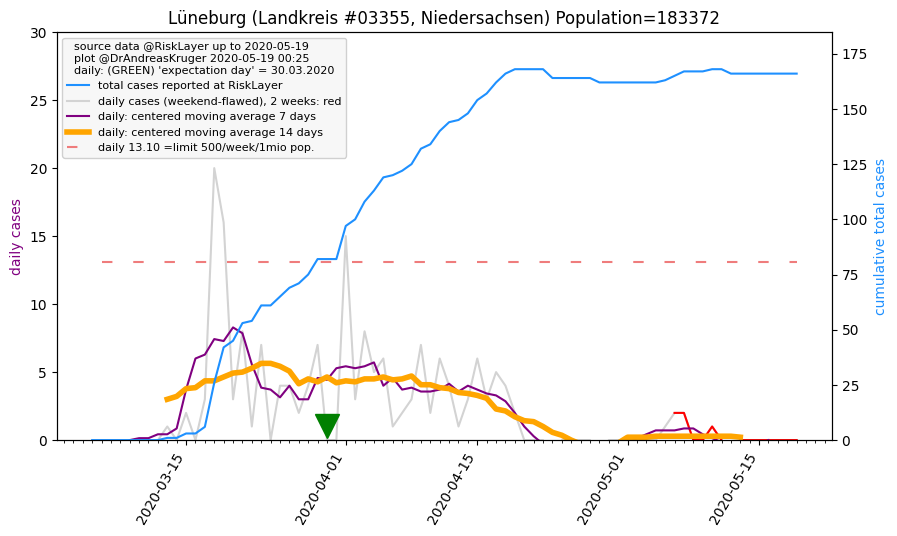 Lüneburg (Landkreis #03355, Niedersachsen) Population=183372
source data @RiskLayer up to 2020-05-19
plot @DrAndreasKruger 2020-05-19 00:25
daily: (GREEN) 'expectation day' = 30.03.2020
total cases reported at RiskLayer
daily cases (weekend-flawed), 2 weeks: red
daily: centered moving average 7 days
daily: centered moving average 14 days
daily 13.10 =limit 500/week/1mio pop.
daily cases
30
25
20
15
10
5
0
cumulative total cases
175
150
125
100
75
50
25
0
2020-03-15
2020-04-01
2020-04-15
2020-05-01
2020-05-15